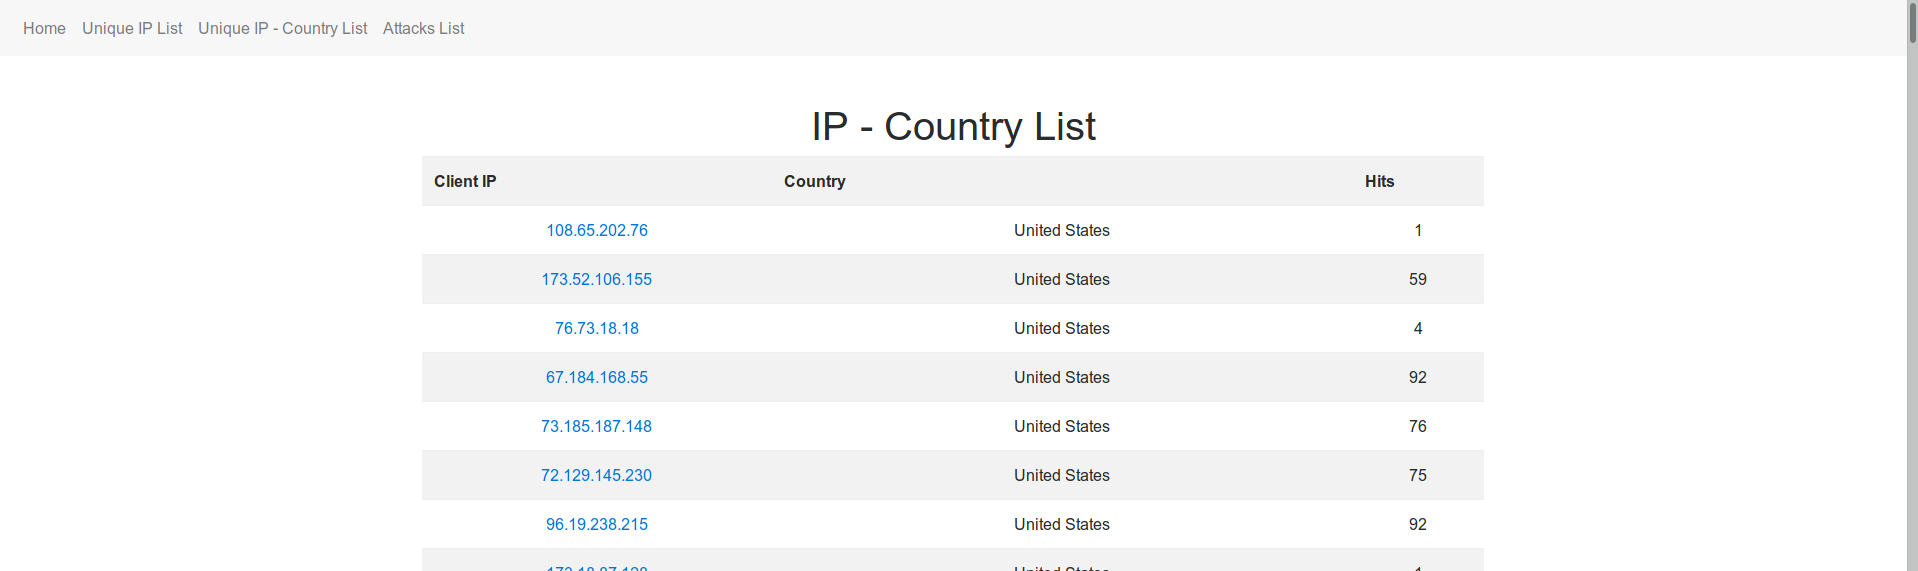 Home Unique IP List Unique IP - Country List Attacks List
IP - Country List
Client IP Country Hits
108.65.202.76 United States 1
173.52.106.155 United States 59
76.73.18.18 United States 4
67.184.168.55 United States 92
73.185.187.148 United States 76
72.129.145.230 United States 75
96.19.238.215 United States 92
United States